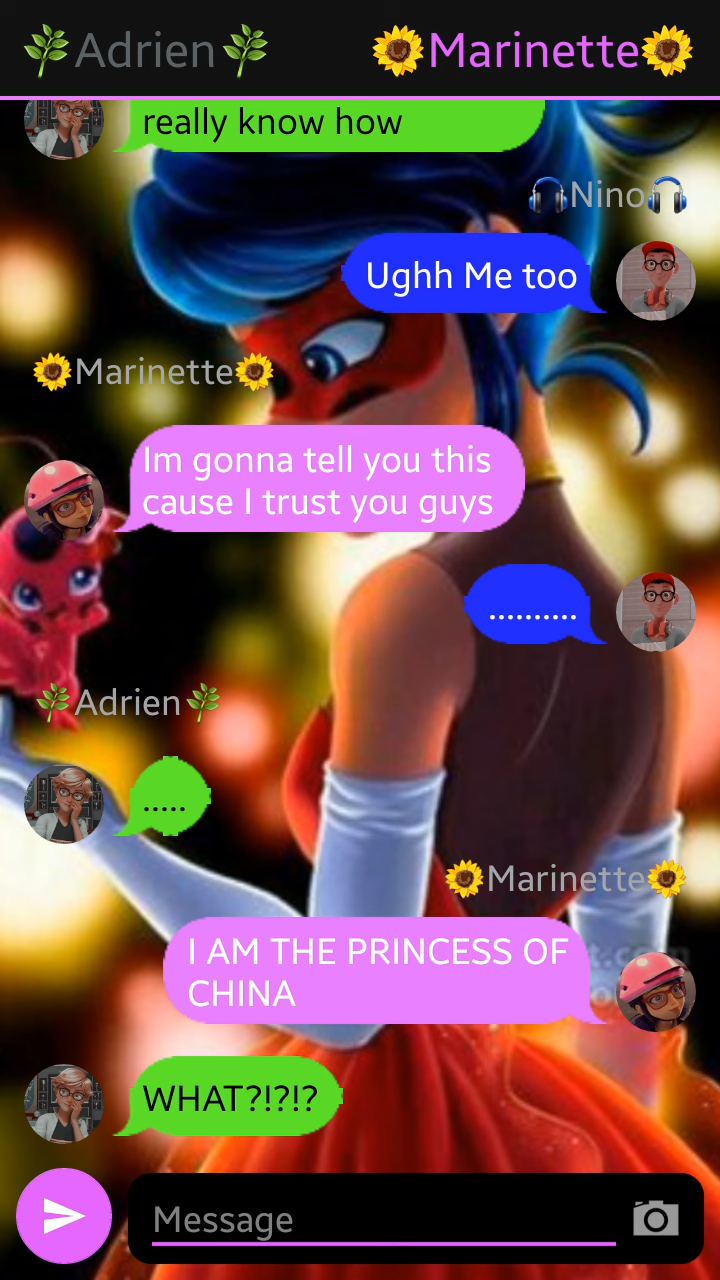 🌿Adrien🌿 🌻Marinette🌻
really know how
🎧Nino🎧
Ughh Me too
🌻Marinette🌻
Im gonna tell you this
cause I trust you guys
..........
🌿Adrien🌿
.....
🌻Marinette🌻
I AM THE PRINCESS OF
CHINA
WHAT?!?!?
Message